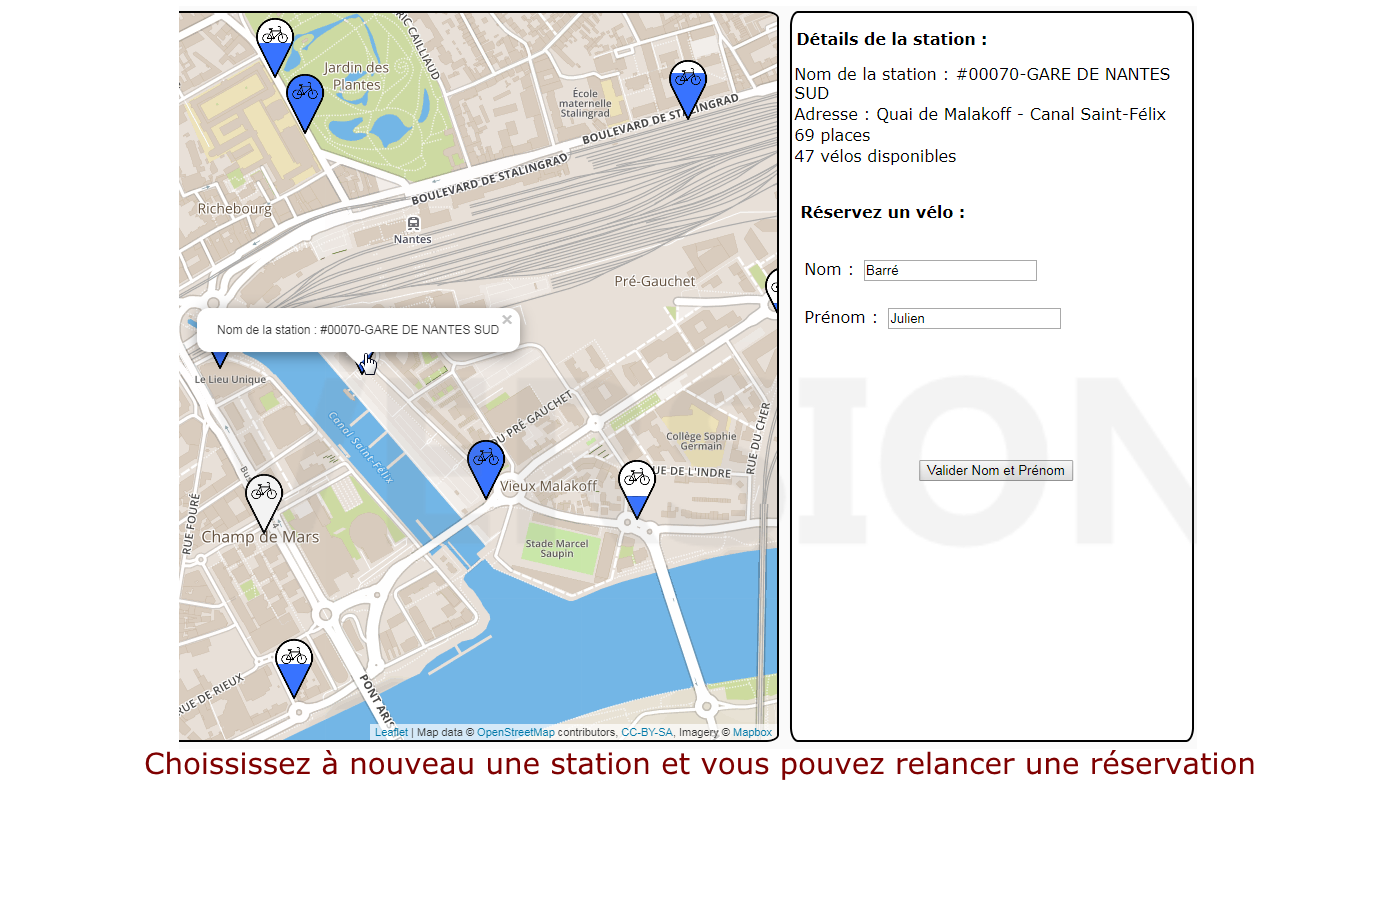 RIC CAILLIAUD
Jardin des
Plantes
École
maternelle
Stalingrad
BOULEVARD DE STALINGRAD
BOULEVARD DE STALINGRAD
Richebourg
Nantes
Pré-Gauchet
Nom de la station : #00070-GARE DE NANTES SUD
×
Le Lieu Unique
Canal Saint-Félix
DU PRÉ GAUCHET
Collège Sophie
Germain
RUE DU CHER
UE DE L'INDRE
Vieux Malakoff
RUE FOURÉ
Bus
Champ de Mars
Stade Marcel
Saupin
RUE DE RIEUX
PONT ARIS
Leaflet | Map data © OpenStreetMap contributors, CC-BY-SA, Imagery © Mapbox
Détails de la station :
Nom de la station : #00070-GARE DE NANTES
SUD
Adresse : Quai de Malakoff - Canal Saint-Félix
69 places
47 vélos disponibles
Réservez un vélo :
Nom : Barré
Prénom : Julien
ION
Valider Nom et Prénom
Choississez à nouveau une station et vous pouvez relancer une réservation